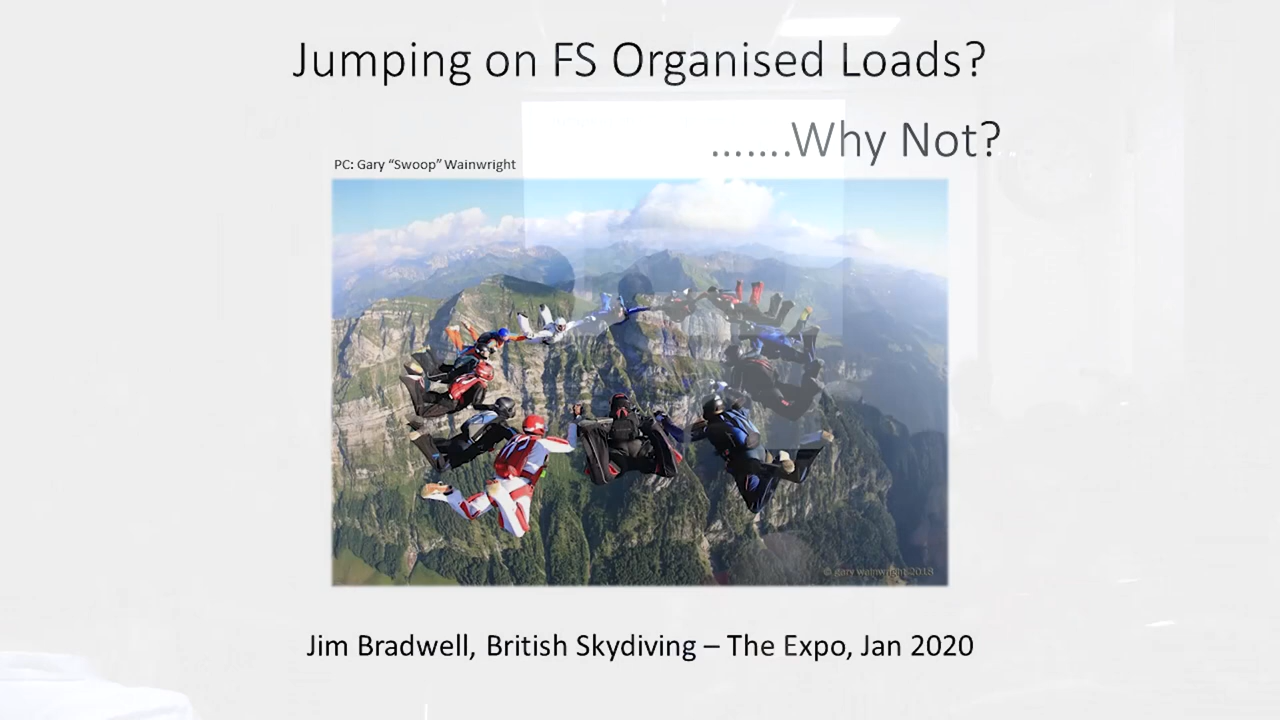 Jumping on FS Organised Loads?
.......Why Not?
PC: Gary “Swoop” Wainwright
© gary wainwright 2018
Jim Bradwell, British Skydiving – The Expo, Jan 2020